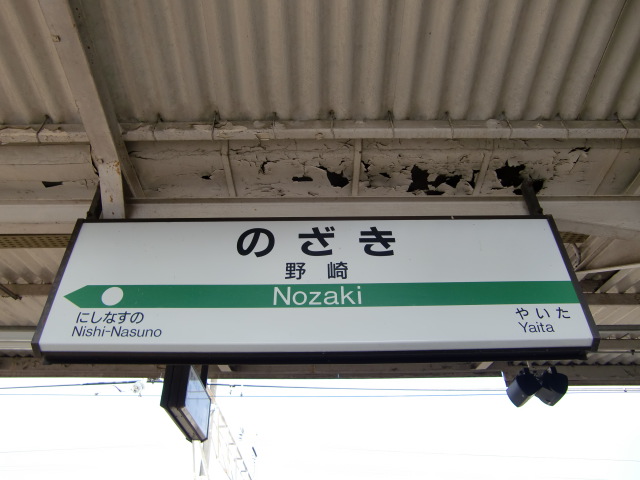 のざき
野崎
Nozaki
にしなすの
Nishi-Nasuno
やいた
Yaita